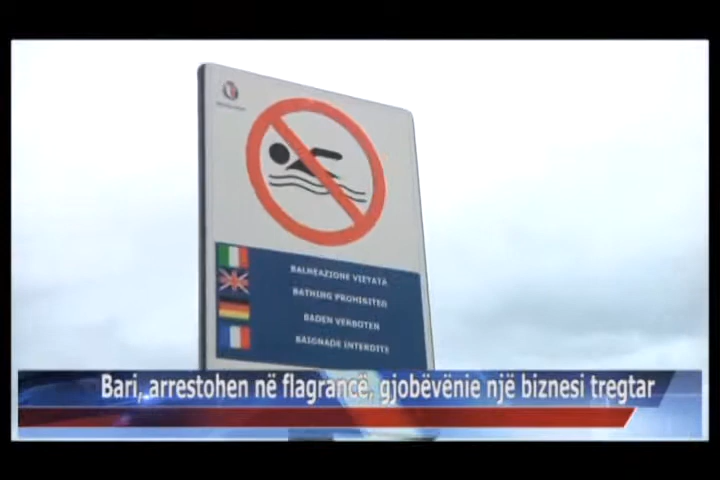 BALNEAZIONE VIETATA
BATHING PROHIBITED
BADEN VERBOTEN
BAIGNADE INTERDITE
Bari, arrestohen në flagrancë, gjobëvënie një biznesi tregtar